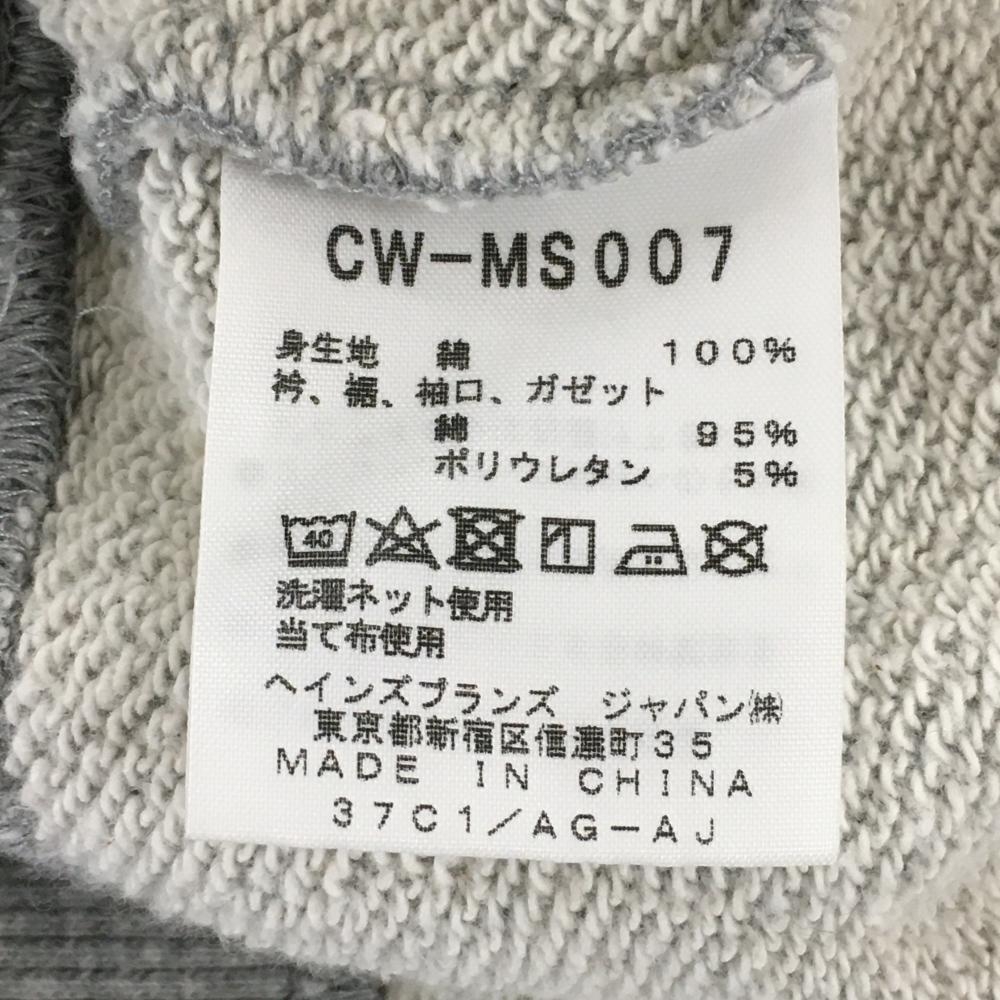 CW-MS007
身生地 綿 100%
衿、裾、袖口、ガゼット
綿 95%
ポリウレタン 5%
40
洗濯ネット使用
当て布使用
ヘインズブランズ ジャパン㈱
東京都新宿区信濃町35
MADE IN CHINA
37C1/AG-AJ